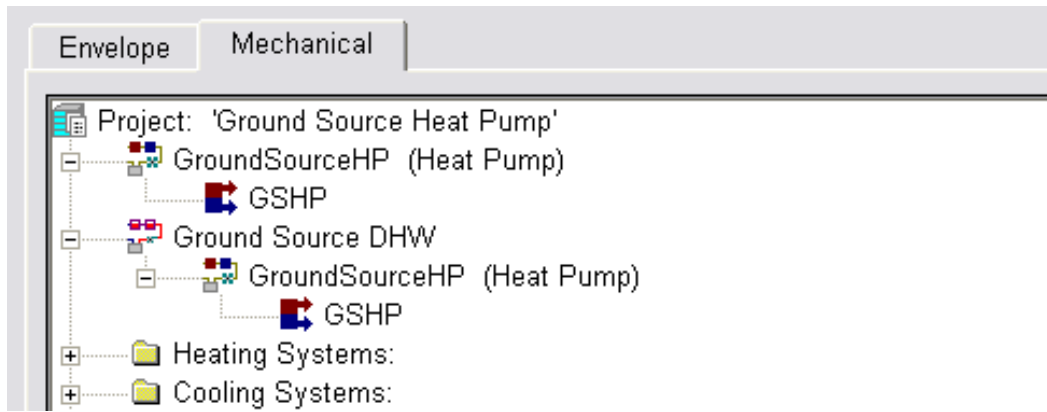 Envelope Mechanical
Project: 'Ground Source Heat Pump'
GroundSourceHP (Heat Pump)
GSHP
Ground Source DHW
GroundSourceHP (Heat Pump)
GSHP
Heating Systems:
Cooling Systems: